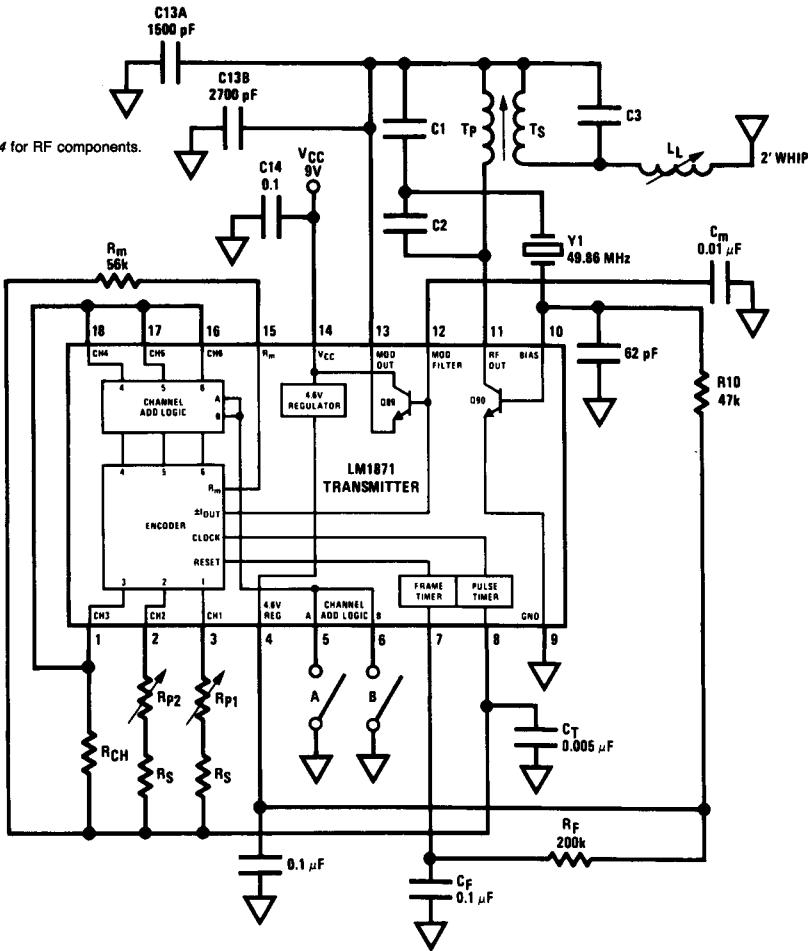 C13A
1500 pF
C13B
2700 pF
4 for RF components.
C14
0.1
VCC
9V
C1
C2
TP
TS
C3
LL
2' WHIP
Y1
49.86 MHz
Cm
0.01 μF
Rm
56k
62 pF
R10
47k
18 17 16 15 14 13 12 11 10
CH4
CH5
CH6
Rm
VCC
MOD OUT
MOD FILTER
RF OUT
BIAS
4 5 6
CHANNEL
ADD LOGIC
A
B
4.6V
REGULATOR
Q89
Q90
LM1871
TRANSMITTER
4 5 6
Rm
±IOUT
ENCODER
CLOCK
RESET
3 2 1
FRAME
TIMER
PULSE
TIMER
CH3
CH2
CH1
4.6V
REG
A
CHANNEL
ADD LOGIC
B
GND
1 2 3 4 5 6 7 8 9
RP2
RP1
A
B
RCH
RS
RS
CT
0.005 μF
RF
200k
0.1 μF
CF
0.1 μF